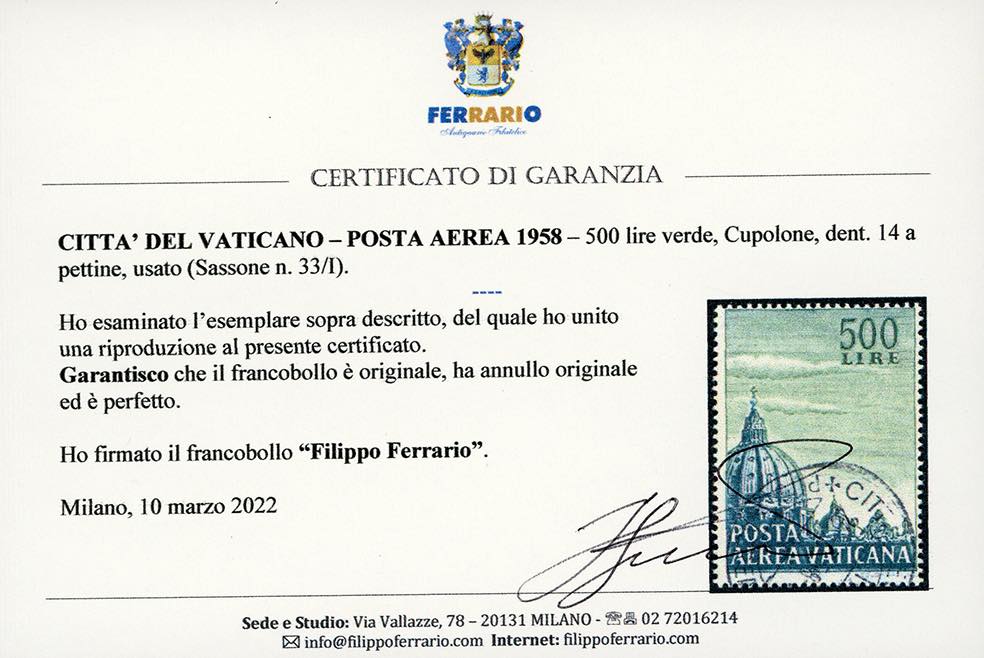 FERRARIO
Antiquario Filatelico
CERTIFICATO DI GARANZIA
CITTA’ DEL VATICANO – POSTA AEREA 1958 – 500 lire verde, Cupolone, dent. 14 a
pettine, usato (Sassone n. 33/I).
----
Ho esaminato l’esemplare sopra descritto, del quale ho unito
una riproduzione al presente certificato.
Garantisco che il francobollo è originale, ha annullo originale
ed è perfetto.
Ho firmato il francobollo “Filippo Ferrario”.
Milano, 10 marzo 2022
500
LIRE
CITT
POSTA
AEREA VATICANA
Sede e Studio: Via Vallazze, 78 – 20131 MILANO - ☎ 02 72016214
✉ info@filippoferrario.com Internet: filippoferrario.com